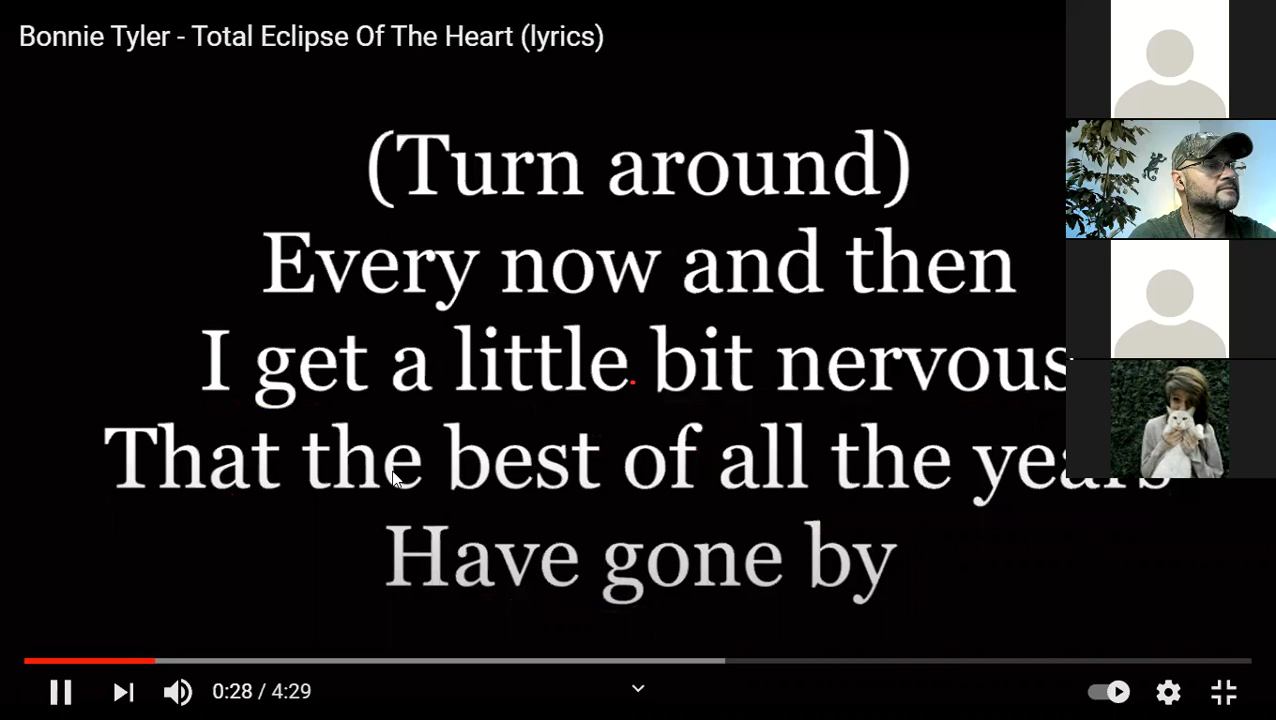 Bonnie Tyler - Total Eclipse Of The Heart (lyrics)
(Turn around)
Every now and then
I get a little bit nervous
That the best of all the years
Have gone by
0:28 / 4:29